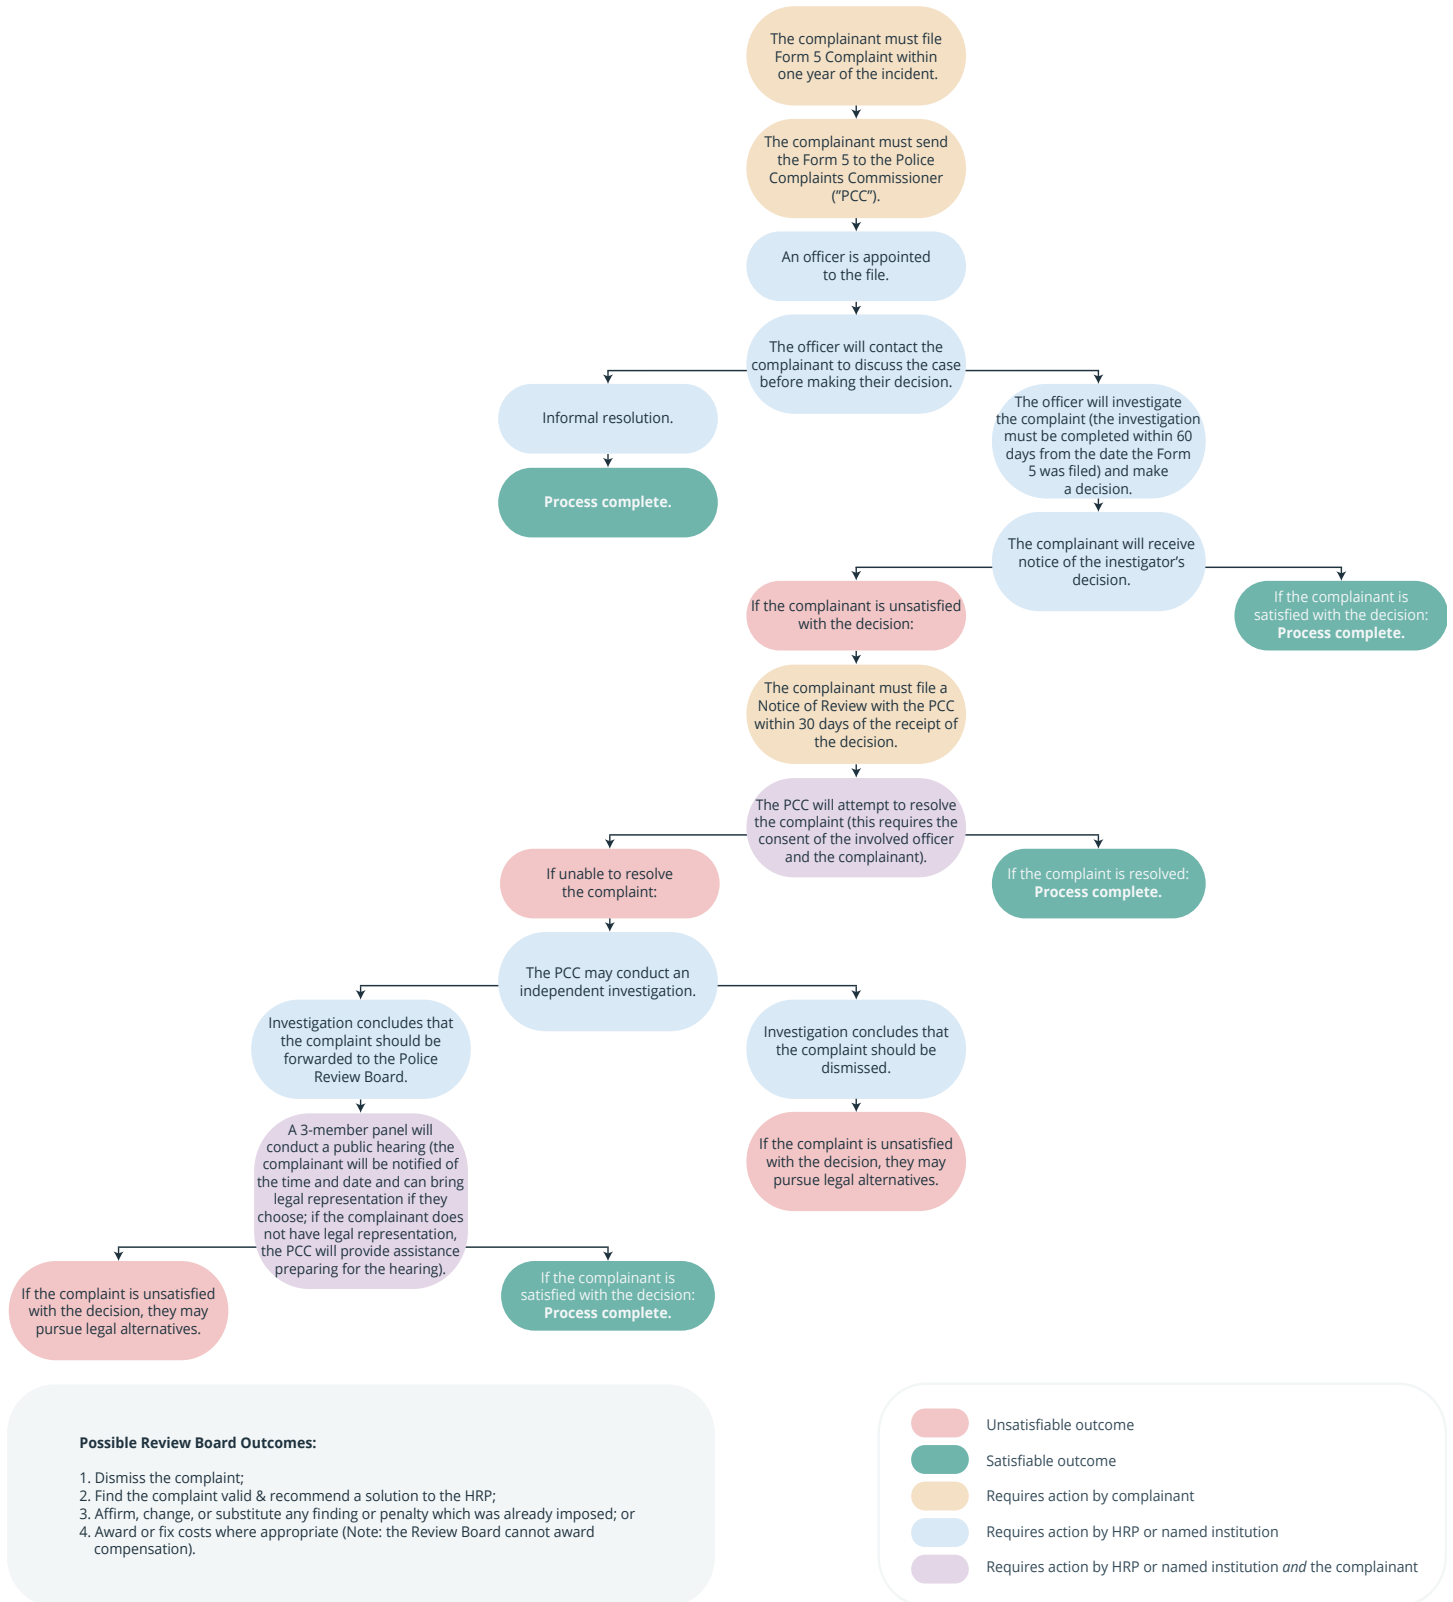 The complainant must file
Form 5 Complaint within
one year of the incident.
The complainant must send
the Form 5 to the Police
Complaints Commissioner
("PCC").
An officer is appointed
to the file.
The officer will contact the
complainant to discuss the case
before making their decision.
Informal resolution.
Process complete.
The officer will investigate
the complaint (the investigation
must be completed within 60
days from the date the Form
5 was filed) and make
a decision.
The complainant will receive
notice of the inestigator's
decision.
If the complainant is unsatisfied
with the decision:
If the complainant is
satisfied with the decision:
Process complete.
The complainant must file a
Notice of Review with the PCC
within 30 days of the receipt of
the decision.
The PCC will attempt to resolve
the complaint (this requires the
consent of the involved officer
and the complainant).
If unable to resolve
the complaint:
If the complaint is resolved:
Process complete.
The PCC may conduct an
independent investigation.
Investigation concludes that
the complaint should be
forwarded to the Police
Review Board.
Investigation concludes that
the complaint should be
dismissed.
A 3-member panel will
conduct a public hearing (the
complainant will be notified of
the time and date and can bring
legal representation if they
choose; if the complainant does
not have legal representation,
the PCC will provide assistance
preparing for the hearing).
If the complaint is unsatisfied
with the decision, they may
pursue legal alternatives.
If the complaint is unsatisfied
with the decision, they may
pursue legal alternatives.
If the complainant is
satisfied with the decision:
Process complete.
Possible Review Board Outcomes:
1. Dismiss the complaint;
2. Find the complaint valid & recommend a solution to the HRP;
3. Affirm, change, or substitute any finding or penalty which was already imposed; or
4. Award or fix costs where appropriate (Note: the Review Board cannot award
compensation).
Unsatisfiable outcome
Satisfiable outcome
Requires action by complainant
Requires action by HRP or named institution
Requires action by HRP or named institution and the complainant